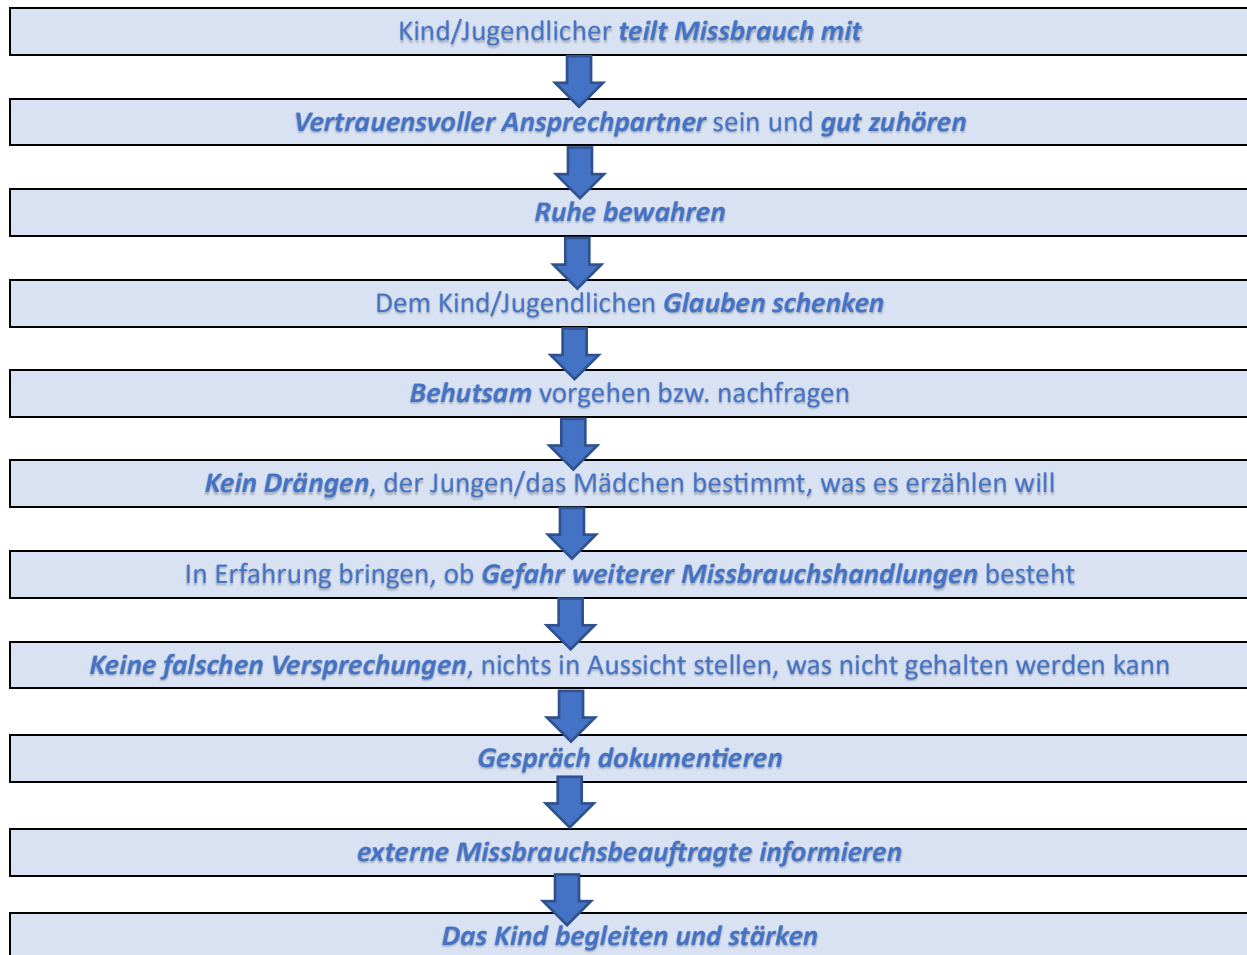 Kind/Jugendlicher teilt Missbrauch mit
Vertrauensvoller Ansprechpartner sein und gut zuhören
Ruhe bewahren
Dem Kind/Jugendlichen Glauben schenken
Behutsam vorgehen bzw. nachfragen
Kein Drängen, der Jungen/das Mädchen bestimmt, was es erzählen will
In Erfahrung bringen, ob Gefahr weiterer Missbrauchshandlungen besteht
Keine falschen Versprechungen, nichts in Aussicht stellen, was nicht gehalten werden kann
Gespräch dokumentieren
externe Missbrauchsbeauftragte informieren
Das Kind begleiten und stärken